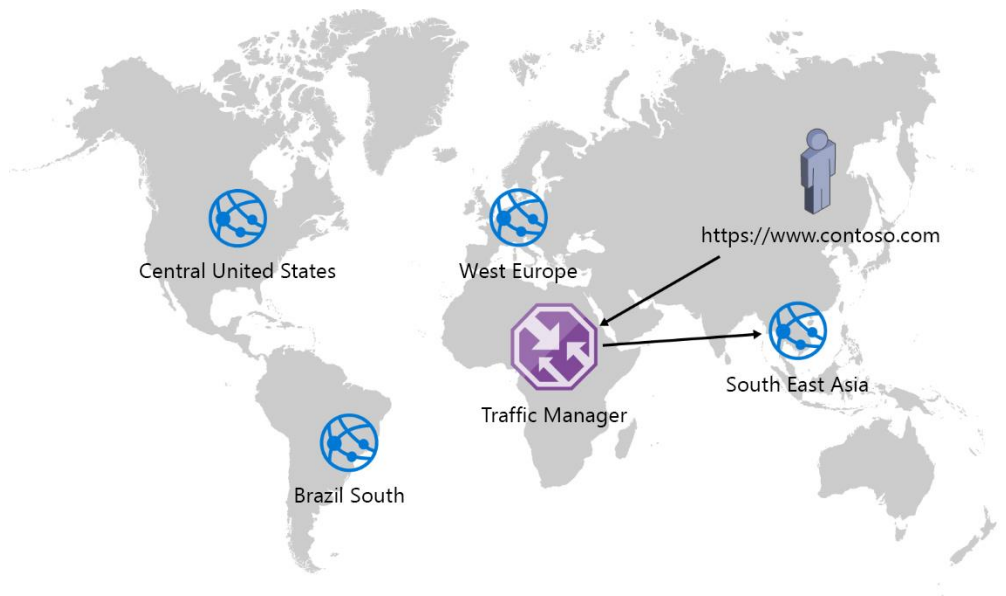 https://www.contoso.com
Central United States
West Europe
South East Asia
Traffic Manager
Brazil South